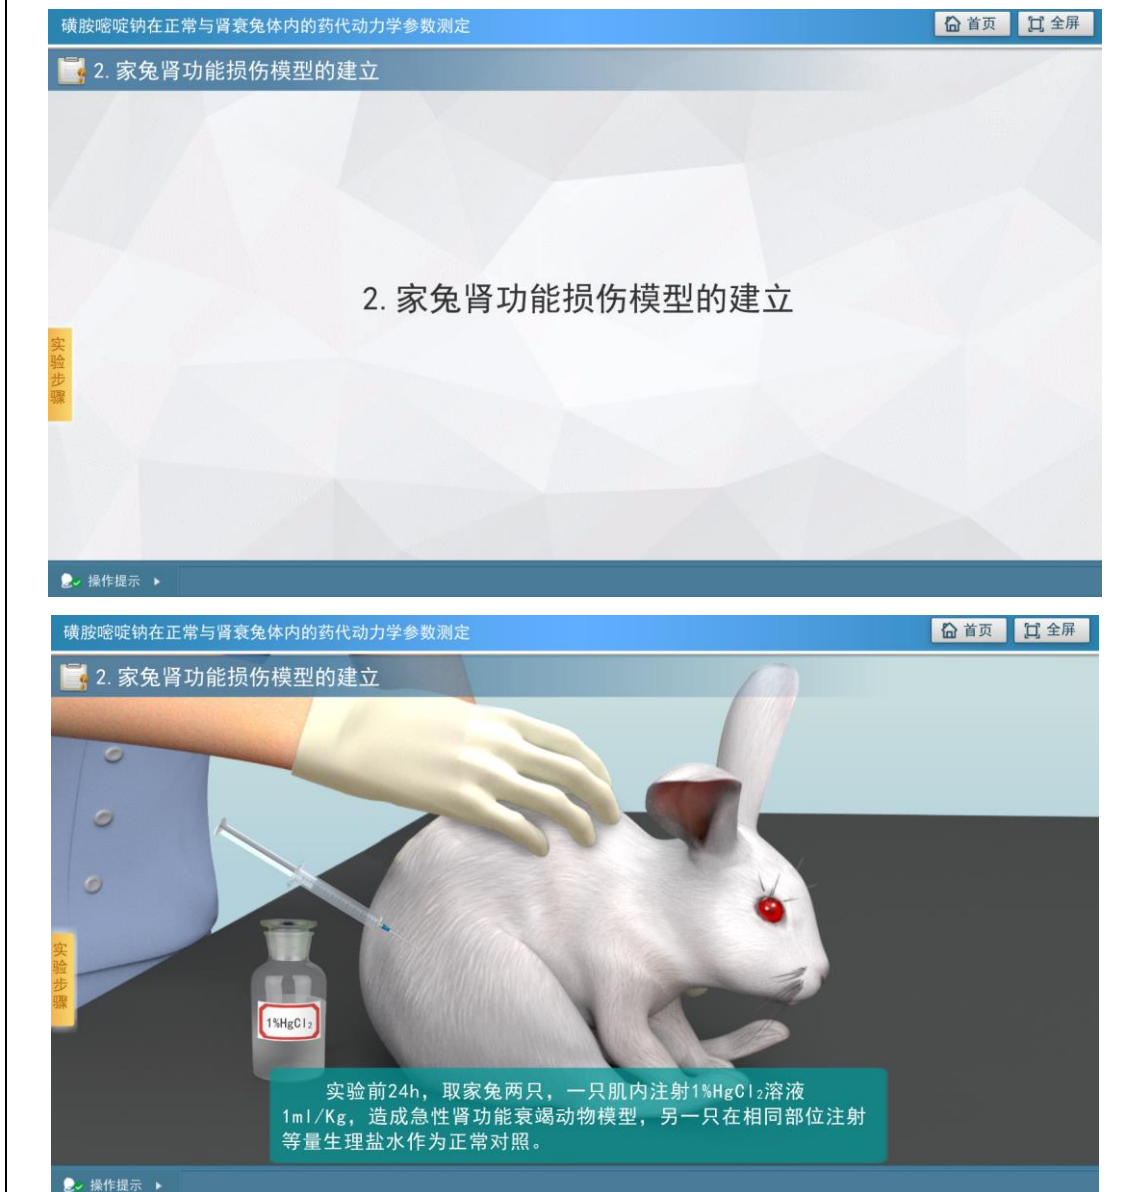 磺胺嘧啶钠在正常与肾衰兔体内的药代动力学参数测定
首页
全屏
2. 家兔肾功能损伤模型的建立
2. 家兔肾功能损伤模型的建立
实验步骤
操作提示
磺胺嘧啶钠在正常与肾衰兔体内的药代动力学参数测定
首页
全屏
2. 家兔肾功能损伤模型的建立
实验步骤
1%HgCl₂
实验前24h，取家兔两只，一只肌内注射1%HgCl₂溶液
1ml/Kg，造成急性肾功能衰竭动物模型，另一只在相同部位注射
等量生理盐水作为正常对照。
操作提示